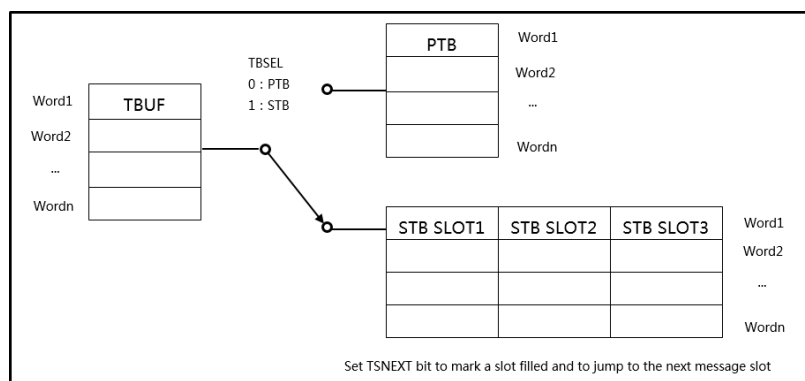 TBSEL
0 : PTB
1 : STB
Word1
Word2
...
Wordn
TBUF
PTB
Word1
Word2
...
Wordn
STB SLOT1 STB SLOT2 STB SLOT3
Word1
Word2
...
Wordn
Set TSNEXT bit to mark a slot filled and to jump to the next message slot